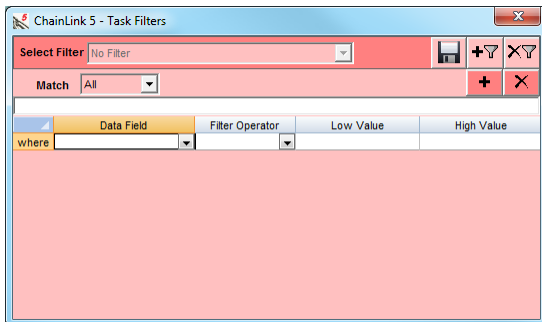 ChainLink 5 - Task Filters
Select Filter No Filter
Match All
Data Field Filter Operator Low Value High Value
where